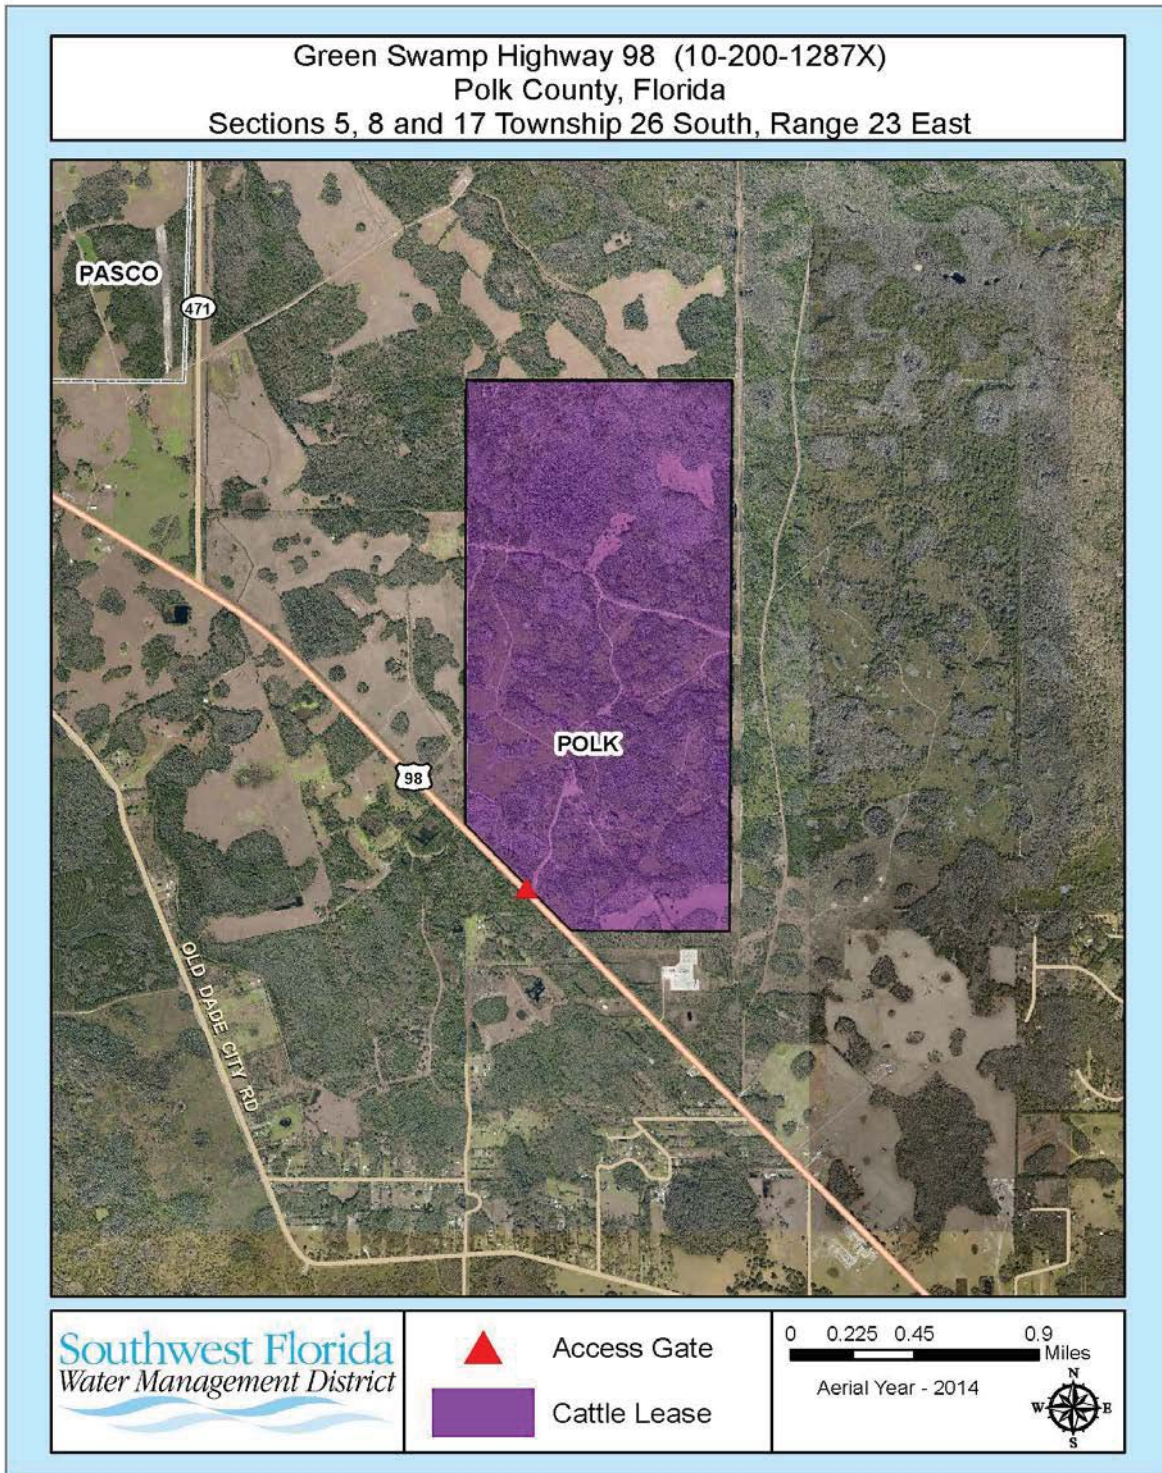 Green Swamp Highway 98 (10-200-1287X)
Polk County, Florida
Sections 5, 8 and 17 Township 26 South, Range 23 East
PASCO
471
POLK
98
OLD DADE CITY RD
Southwest Florida
Water Management District
Access Gate
Cattle Lease
0 0.225 0.45 0.9
Miles
Aerial Year - 2014
N
W E
S